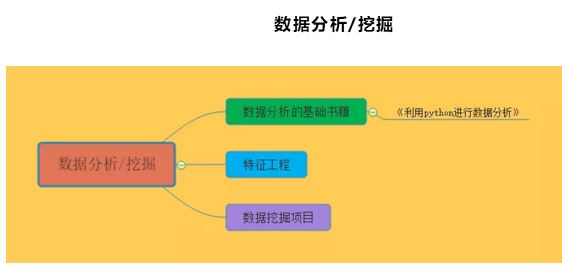 数据分析/挖掘
数据分析的基础书籍
《利用python进行数据分析》
数据分析/挖掘
特征工程
数据挖掘项目